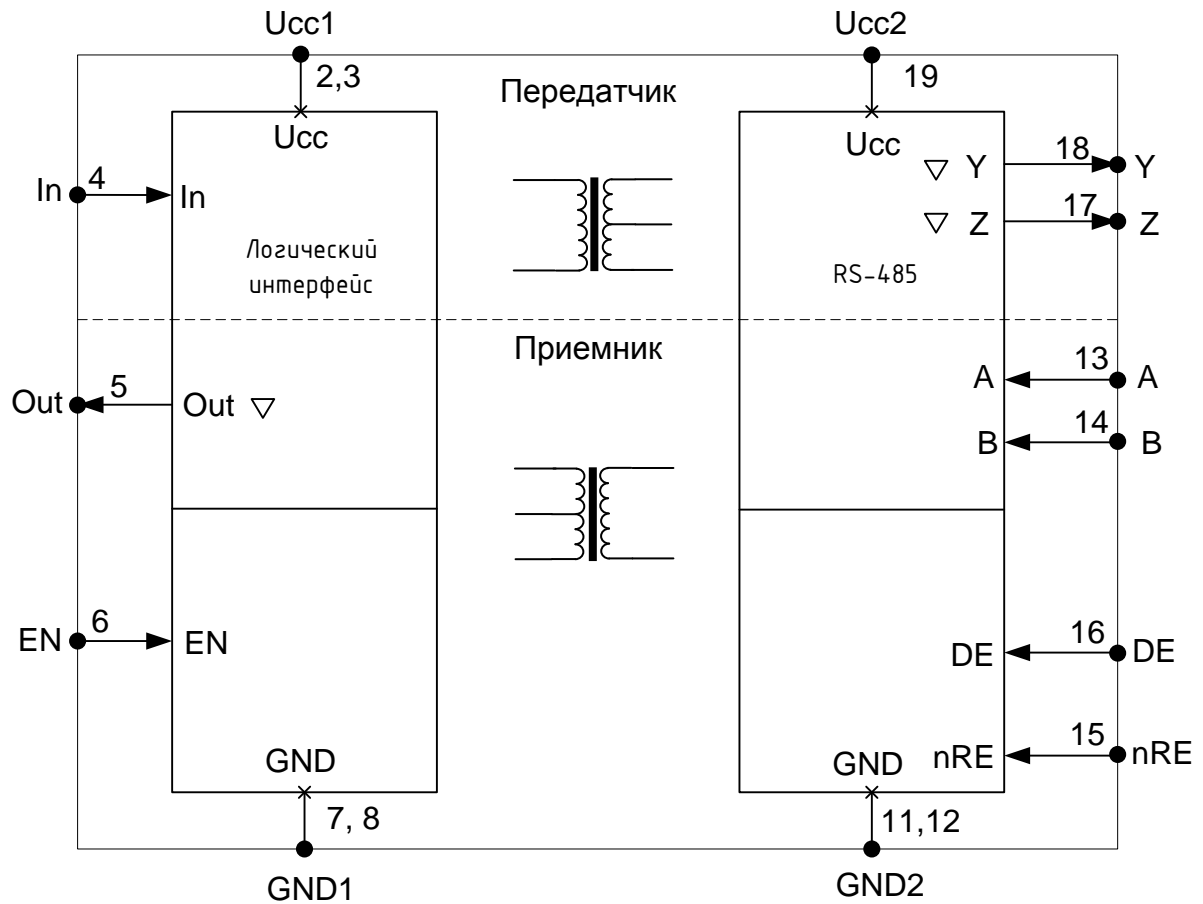 Ucc1
Ucc2
2,3
19
Передатчик
Ucc
Ucc
In
4
In
Y
18
Y
Z
17
Z
Логический
интерфейс
RS-485
Приемник
Out
5
Out
A
13
A
B
14
B
EN
6
EN
DE
16
DE
nRE
15
nRE
GND
GND
7, 8
11,12
GND1
GND2